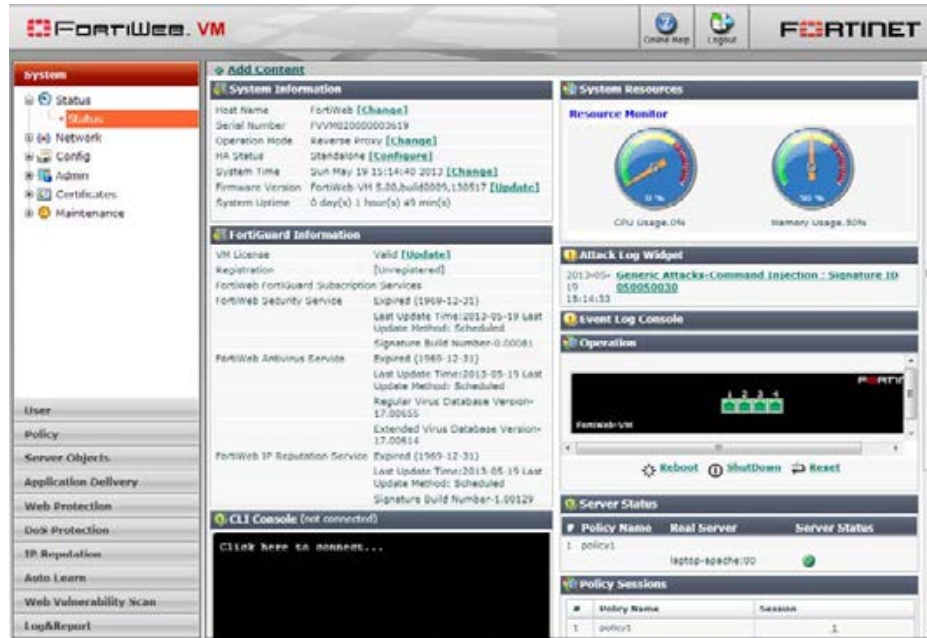 FORTIWEB. VM
Online Help
Logout
FORTINET
System
Status
Status
Network
Config
Admin
Certificates
Maintenance
User
Policy
Server Objects
Application Delivery
Web Protection
DoS Protection
IP Reputation
Auto Learn
Web Vulnerability Scan
Log&Report
Add Content
System Information
Host Name FortiWeb [Change]
Serial Number FVVM020000003619
Operation Mode Reverse Proxy [Change]
HA Status Standalone [Configure]
System Time Sun May 19 15:14:40 2013 [Change]
Firmware Version FortiWeb-VM 5.00,build0009,130517 [Update]
System Uptime 0 day(s) 1 hour(s) 49 min(s)
FortiGuard Information
VM License Valid [Update]
Registration [Unregistered]
FortiWeb FortiGuard Subscription Services
FortiWeb Security Service Expired (1969-12-31)
Last Update Time:2013-05-19 Last
Update Method: Scheduled
Signature Build Number-0.00081
FortiWeb Antivirus Service Expired (1969-12-31)
Last Update Time:2013-05-19 Last
Update Method: Scheduled
Regular Virus Database Version-
17.00655
Extended Virus Database Version-
17.00614
FortiWeb IP Reputation Service Expired (1969-12-31)
Last Update Time:2013-05-19 Last
Update Method: Scheduled
Signature Build Number-1.00129
CLI Console (not connected)
Click here to connect...
System Resources
Resource Monitor
0 %
50 %
CPU Usage.0%
Memory Usage.50%
Attack Log Widget
2013-05- Generic Attacks-Command Injection : Signature ID
19 050050030
15:14:33
Event Log Console
Operation
1 2 3 4
FortiWeb-VM
Reboot ShutDown Reset
Server Status
# Policy Name Real Server Server Status
1 policy1
laptop-apache:
Policy Sessions
# Policy Name Session
1 policy1 1